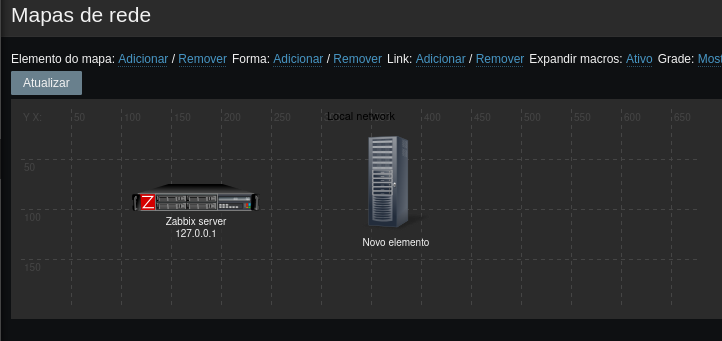 Mapas de rede
Elemento do mapa: Adicionar / Remover Forma: Adicionar / Remover Link: Adicionar / Remover Expandir macros: Ativo Grade: Most
Atualizar
Y X: 50 100 150 200 250 Local network 400 450 500 550 600 650
50
Z
100
Zabbix server
127.0.0.1
Novo elemento
150